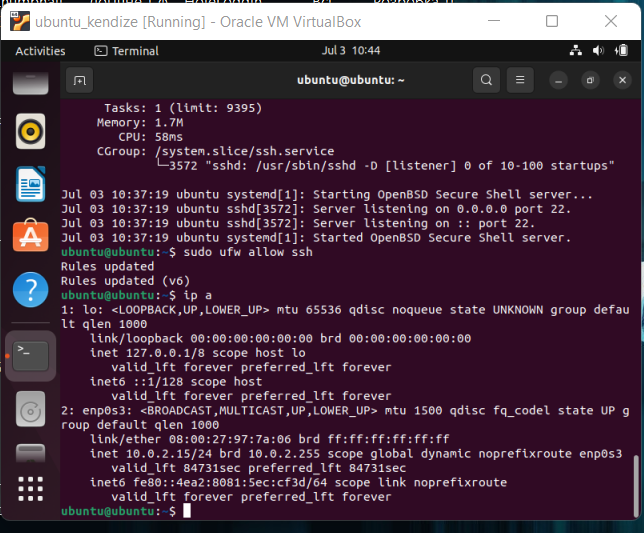 ubuntu_kendize [Running] - Oracle VM VirtualBox
Activities Terminal Jul 3 10:44
ubuntu@ubuntu: ~
Tasks: 1 (limit: 9395)
Memory: 1.7M
CPU: 58ms
CGroup: /system.slice/ssh.service
└─3572 "sshd: /usr/sbin/sshd -D [listener] 0 of 10-100 startups"
Jul 03 10:37:19 ubuntu systemd[1]: Starting OpenBSD Secure Shell server...
Jul 03 10:37:19 ubuntu sshd[3572]: Server listening on 0.0.0.0 port 22.
Jul 03 10:37:19 ubuntu sshd[3572]: Server listening on :: port 22.
Jul 03 10:37:19 ubuntu systemd[1]: Started OpenBSD Secure Shell server.
ubuntu@ubuntu:~$ sudo ufw allow ssh
Rules updated
Rules updated (v6)
ubuntu@ubuntu:~$ ip a
1: lo: <LOOPBACK,UP,LOWER_UP> mtu 65536 qdisc noqueue state UNKNOWN group defau
lt qlen 1000
link/loopback 00:00:00:00:00:00 brd 00:00:00:00:00:00
inet 127.0.0.1/8 scope host lo
valid_lft forever preferred_lft forever
inet6 ::1/128 scope host
valid_lft forever preferred_lft forever
2: enp0s3: <BROADCAST,MULTICAST,UP,LOWER_UP> mtu 1500 qdisc fq_codel state UP g
roup default qlen 1000
link/ether 08:00:27:97:7a:06 brd ff:ff:ff:ff:ff:ff
inet 10.0.2.15/24 brd 10.0.2.255 scope global dynamic noprefixroute enp0s3
valid_lft 84731sec preferred_lft 84731sec
inet6 fe80::4ea2:8081:5ec:cf3d/64 scope link noprefixroute
valid_lft forever preferred_lft forever
ubuntu@ubuntu:~$